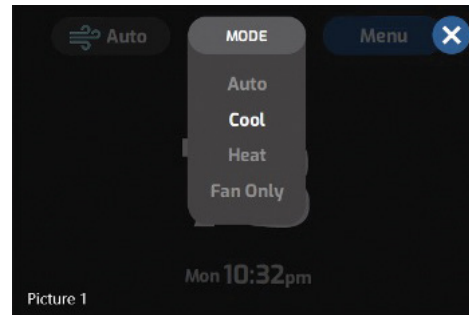 Auto MODE Menu
Auto
Cool
Heat
Fan Only
Mon 10:32pm
Picture 1